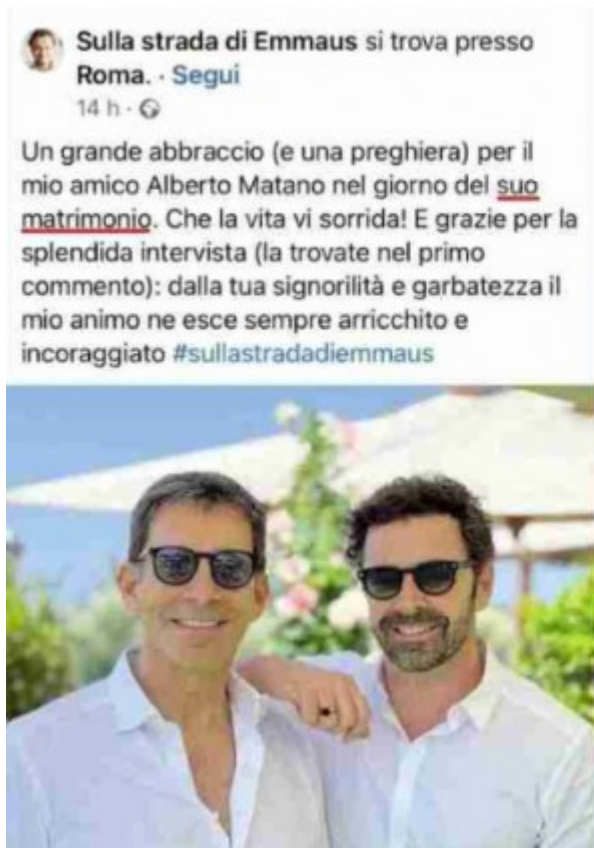 Sulla strada di Emmaus si trova presso
Roma. · Segui
14 h ·
Un grande abbraccio (e una preghiera) per il
mio amico Alberto Matano nel giorno del suo
matrimonio. Che la vita vi sorrida! E grazie per la
splendida intervista (la trovate nel primo
commento): dalla tua signorilità e garbatezza il
mio animo ne esce sempre arricchito e
incoraggiato #sullastradadiemmaus